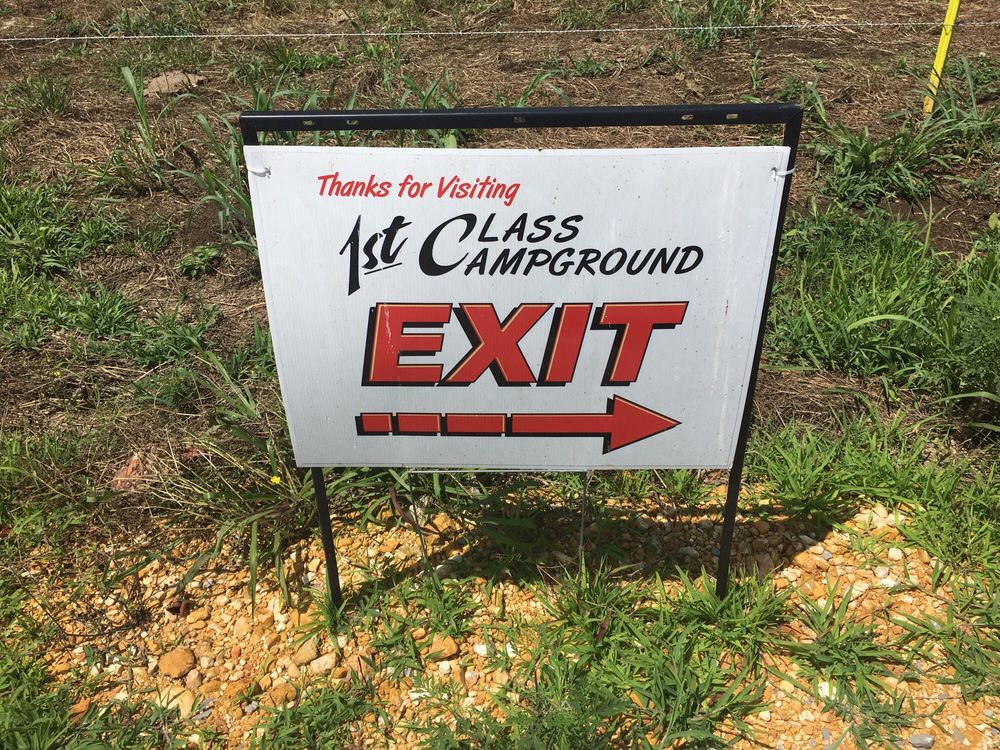 Thanks for Visiting
1st CLASS
CAMPGROUND
EXIT